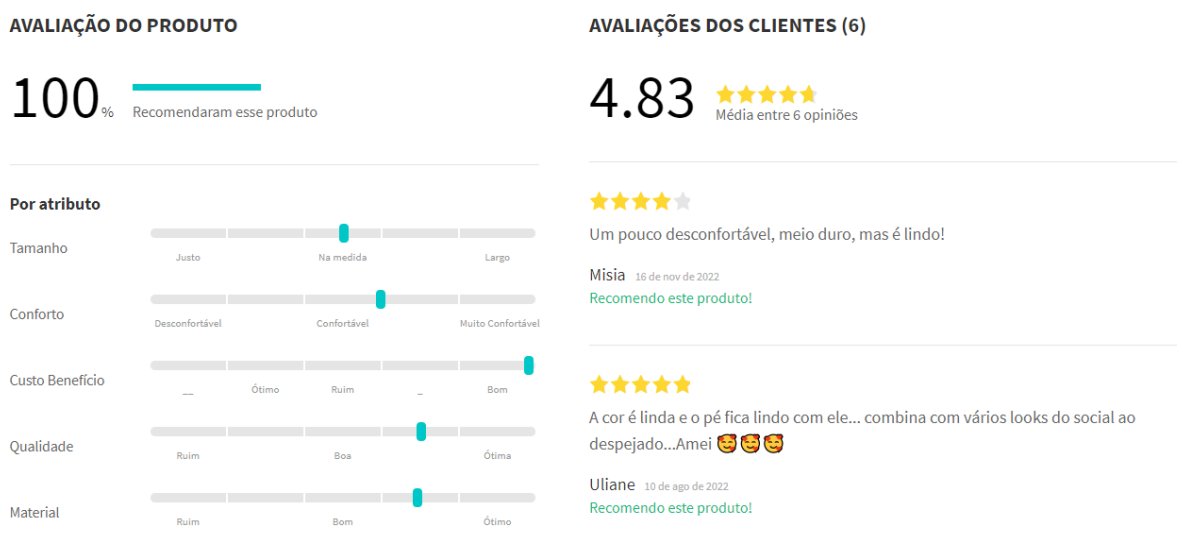 AVALIAÇÃO DO PRODUTO
100%
Recomendaram esse produto
Por atributo
Tamanho
Justo Na medida Largo
Conforto
Desconfortável Confortável Muito Confortável
Custo Benefício
__ Ótimo Ruim _ Bom
Qualidade
Ruim Boa Ótima
Material
Ruim Bom Ótimo
AVALIAÇÕES DOS CLIENTES (6)
4.83
Média entre 6 opiniões
Um pouco desconfortável, meio duro, mas é lindo!
Misia 16 de nov de 2022
Recomendo este produto!
A cor é linda e o pé fica lindo com ele... combina com vários looks do social ao
despejado...Amei 🥰🥰🥰
Uliane 10 de ago de 2022
Recomendo este produto!